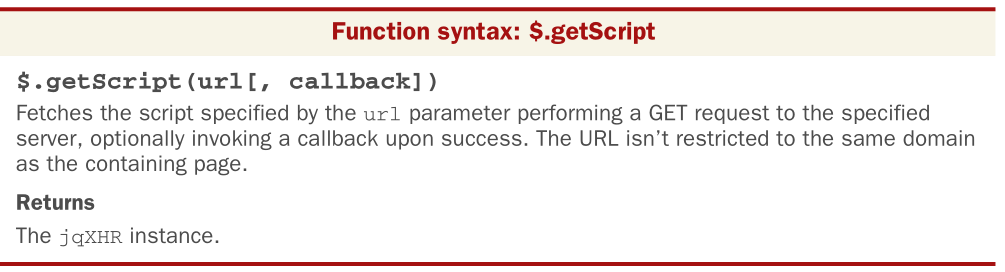 Function syntax: $.getScript
$.getScript(url[, callback])
Fetches the script specified by the url parameter performing a GET request to the specified
server, optionally invoking a callback upon success. The URL isn’t restricted to the same domain
as the containing page.
Returns
The jqXHR instance.